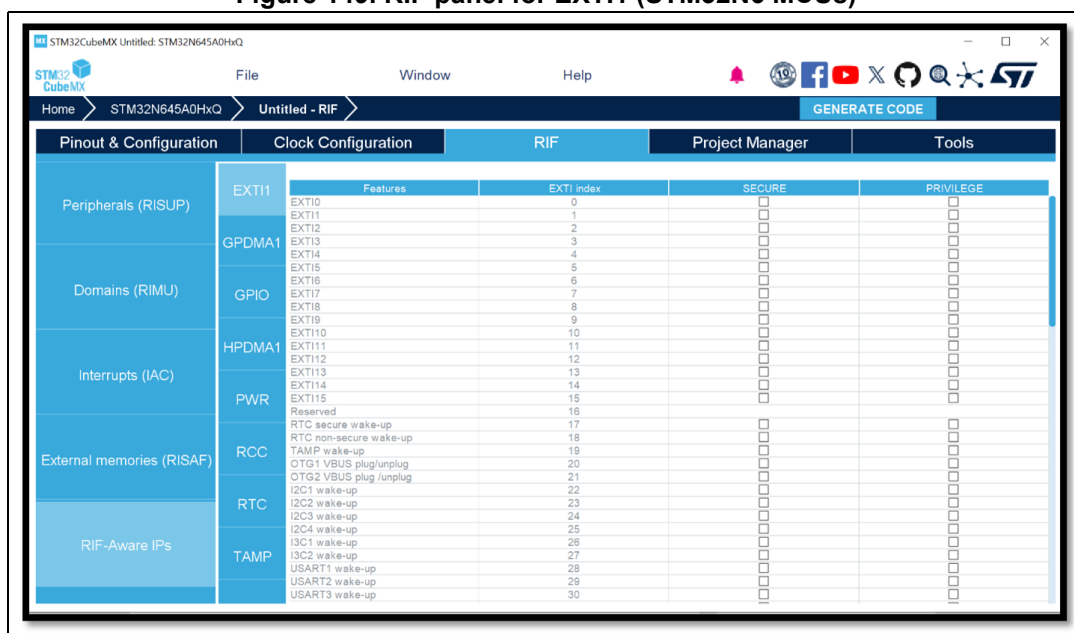 STM32CubeMX Untitled: STM32N645A0HxQ
STM32 CubeMX File Window Help
Home STM32N645A0HxQ Untitled - RIF GENERATE CODE
Pinout & Configuration Clock Configuration RIF Project Manager Tools
Peripherals (RISUP)
Domains (RIMU)
Interrupts (IAC)
External memories (RISAF)
RIF-Aware IPs
EXTI1
GPDMA1
GPIO
HPDMA1
PWR
RCC
RTC
TAMP
Features EXTI index SECURE PRIVILEGE
EXTI0 0
EXTI1 1
EXTI2 2
EXTI3 3
EXTI4 4
EXTI5 5
EXTI6 6
EXTI7 7
EXTI8 8
EXTI9 9
EXTI10 10
EXTI11 11
EXTI12 12
EXTI13 13
EXTI14 14
EXTI15 15
Reserved 16
RTC secure wake-up 17
RTC non-secure wake-up 18
TAMP wake-up 19
OTG1 VBUS plug/unplug 20
OTG2 VBUS plug /unplug 21
I2C1 wake-up 22
I2C2 wake-up 23
I2C3 wake-up 24
I2C4 wake-up 25
I3C1 wake-up 26
I3C2 wake-up 27
USART1 wake-up 28
USART2 wake-up 29
USART3 wake-up 30